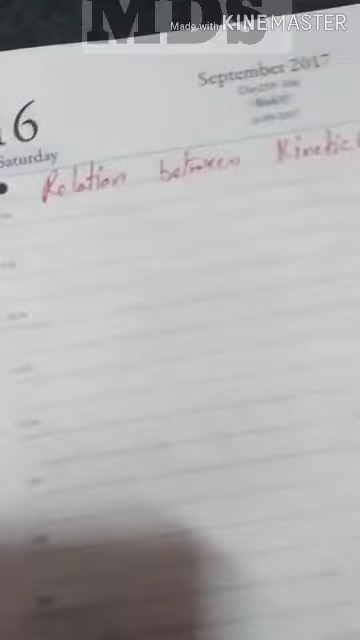 MDS
Made with KINEMASTER
September 2017
16
Saturday
Relation between Kinetic